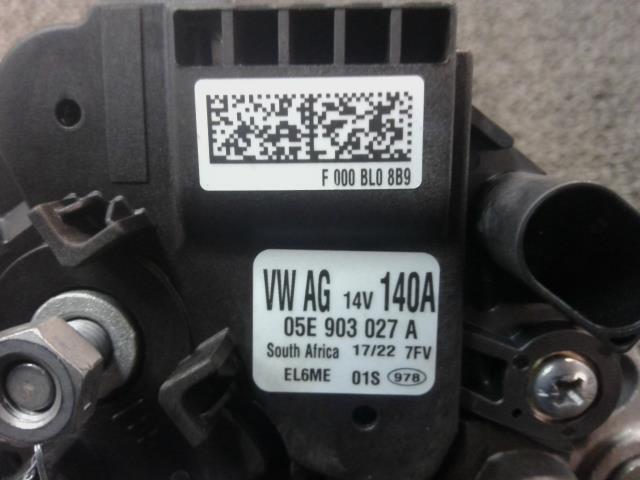 F 000 BL0 8B9
VW AG 14V 140A
05E 903 027 A
South Africa 17/22 7FV
EL6ME 01S 978